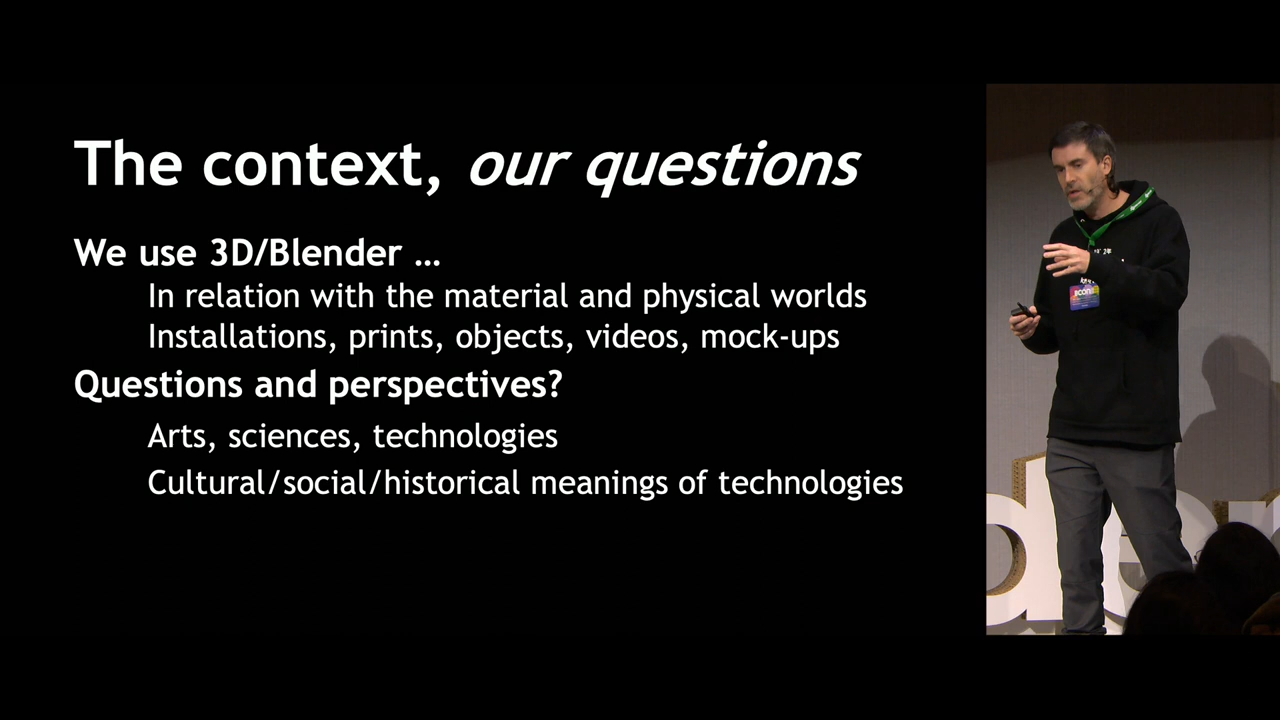 The context, our questions
We use 3D/Blender …
In relation with the material and physical worlds
Installations, prints, objects, videos, mock-ups
Questions and perspectives?
Arts, sciences, technologies
Cultural/social/historical meanings of technologies